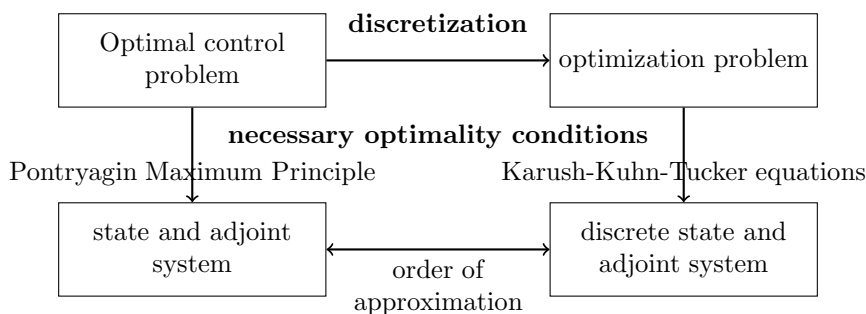 Optimal control
problem
discretization
optimization problem
necessary optimality conditions
Pontryagin Maximum Principle
Karush-Kuhn-Tucker equations
state and adjoint
system
order of
approximation
discrete state and
adjoint system